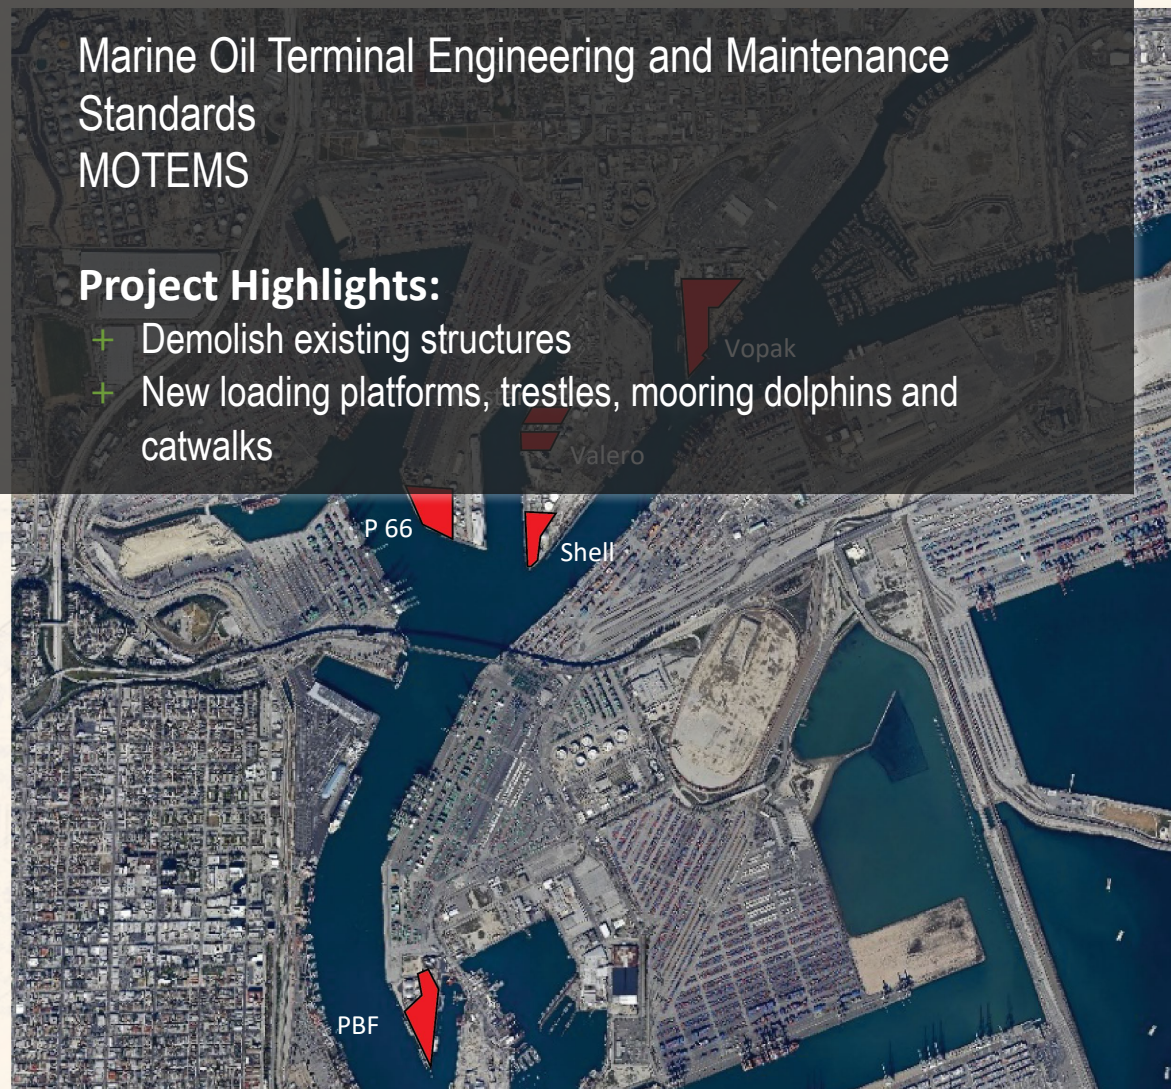 Marine Oil Terminal Engineering and Maintenance
Standards
MOTEMS
Project Highlights:
+ Demolish existing structures
+ New loading platforms, trestles, mooring dolphins and
catwalks
Vopak
Valero
P 66
Shell
PBF